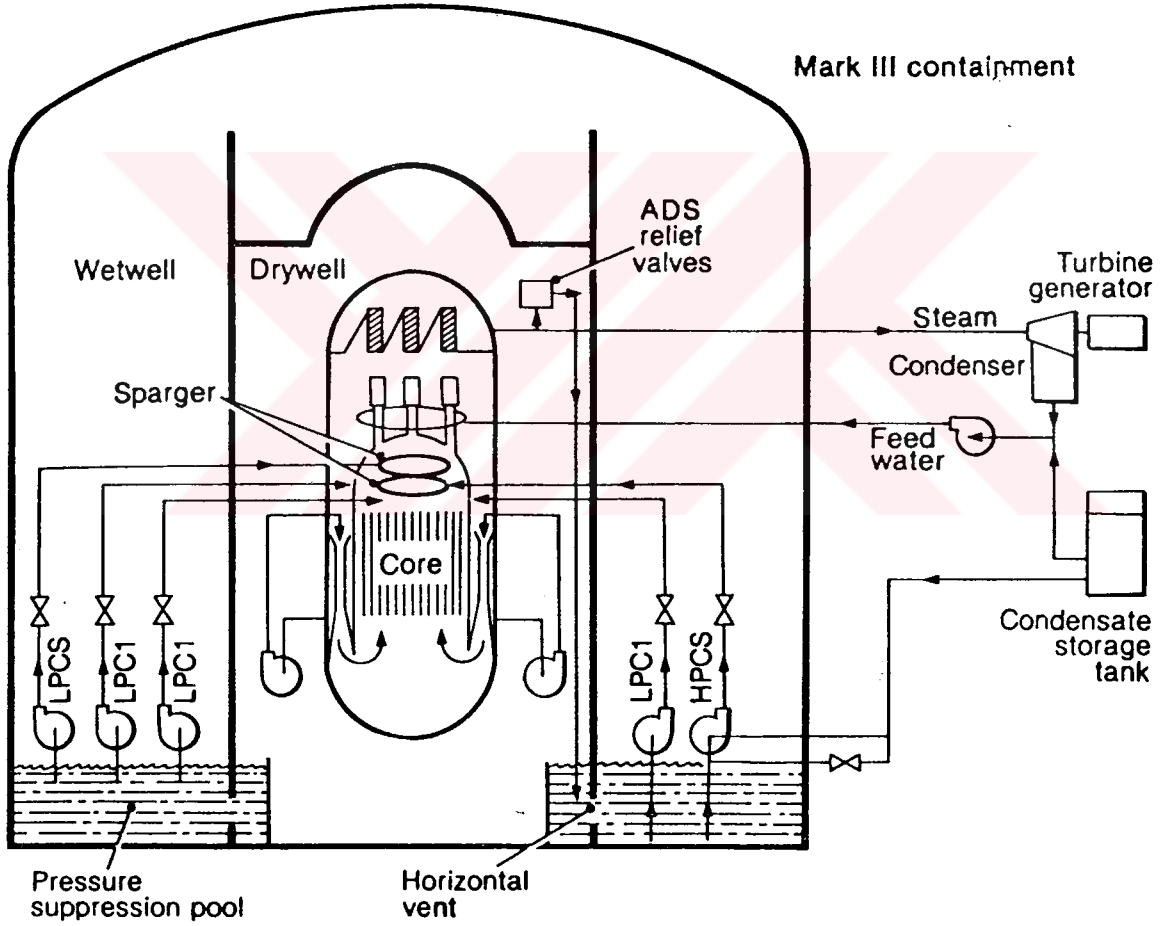 Mark III containment
ADS
relief
valves
Wetwell
Drywell
Turbine
generator
Steam
Condenser
Sparger
Feed
water
Core
Condensate
storage
tank
LPCS
LPC1
LPC1
LPC1
HPCS
Pressure
suppression pool
Horizontal
vent